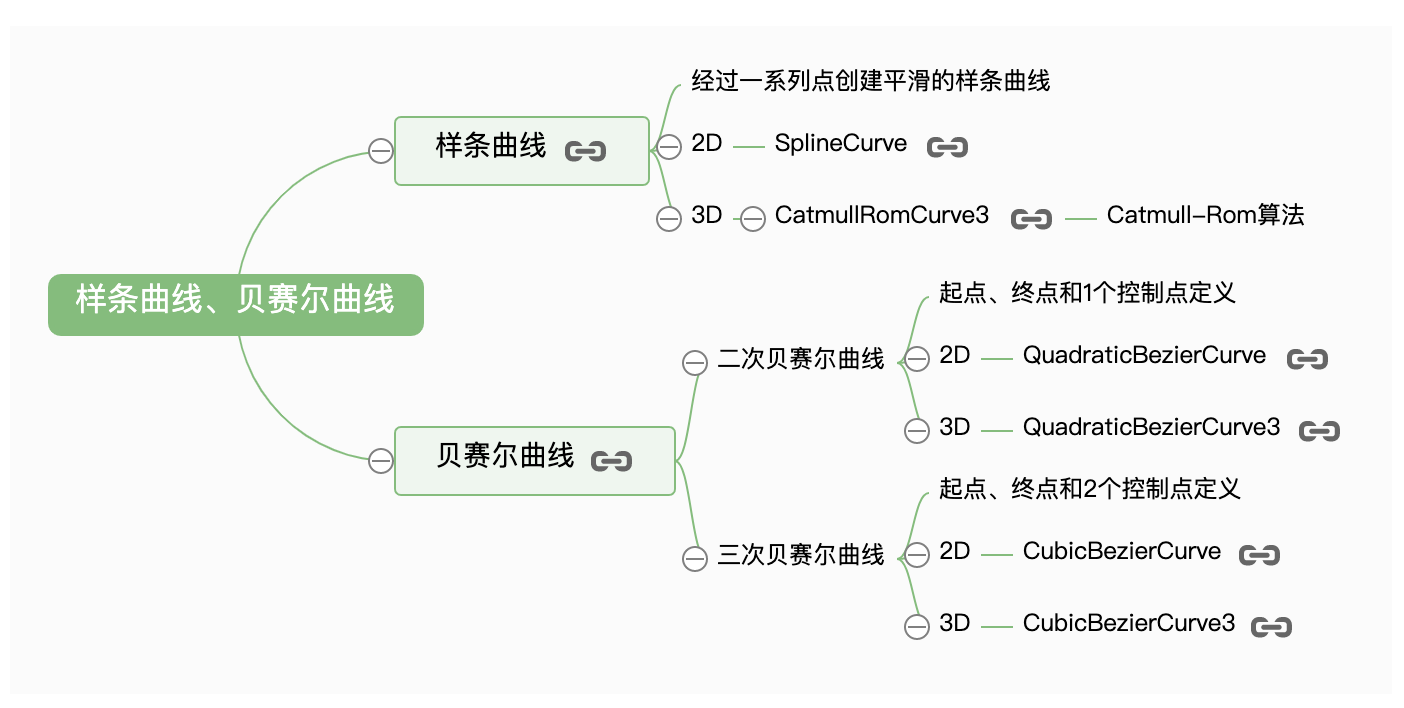 样条曲线、贝赛尔曲线
样条曲线
经过一系列点创建平滑的样条曲线
2D
SplineCurve
3D
CatmullRomCurve3
Catmull-Rom算法
贝赛尔曲线
二次贝赛尔曲线
起点、终点和1个控制点定义
2D
QuadraticBezierCurve
3D
QuadraticBezierCurve3
三次贝赛尔曲线
起点、终点和2个控制点定义
2D
CubicBezierCurve
3D
CubicBezierCurve3